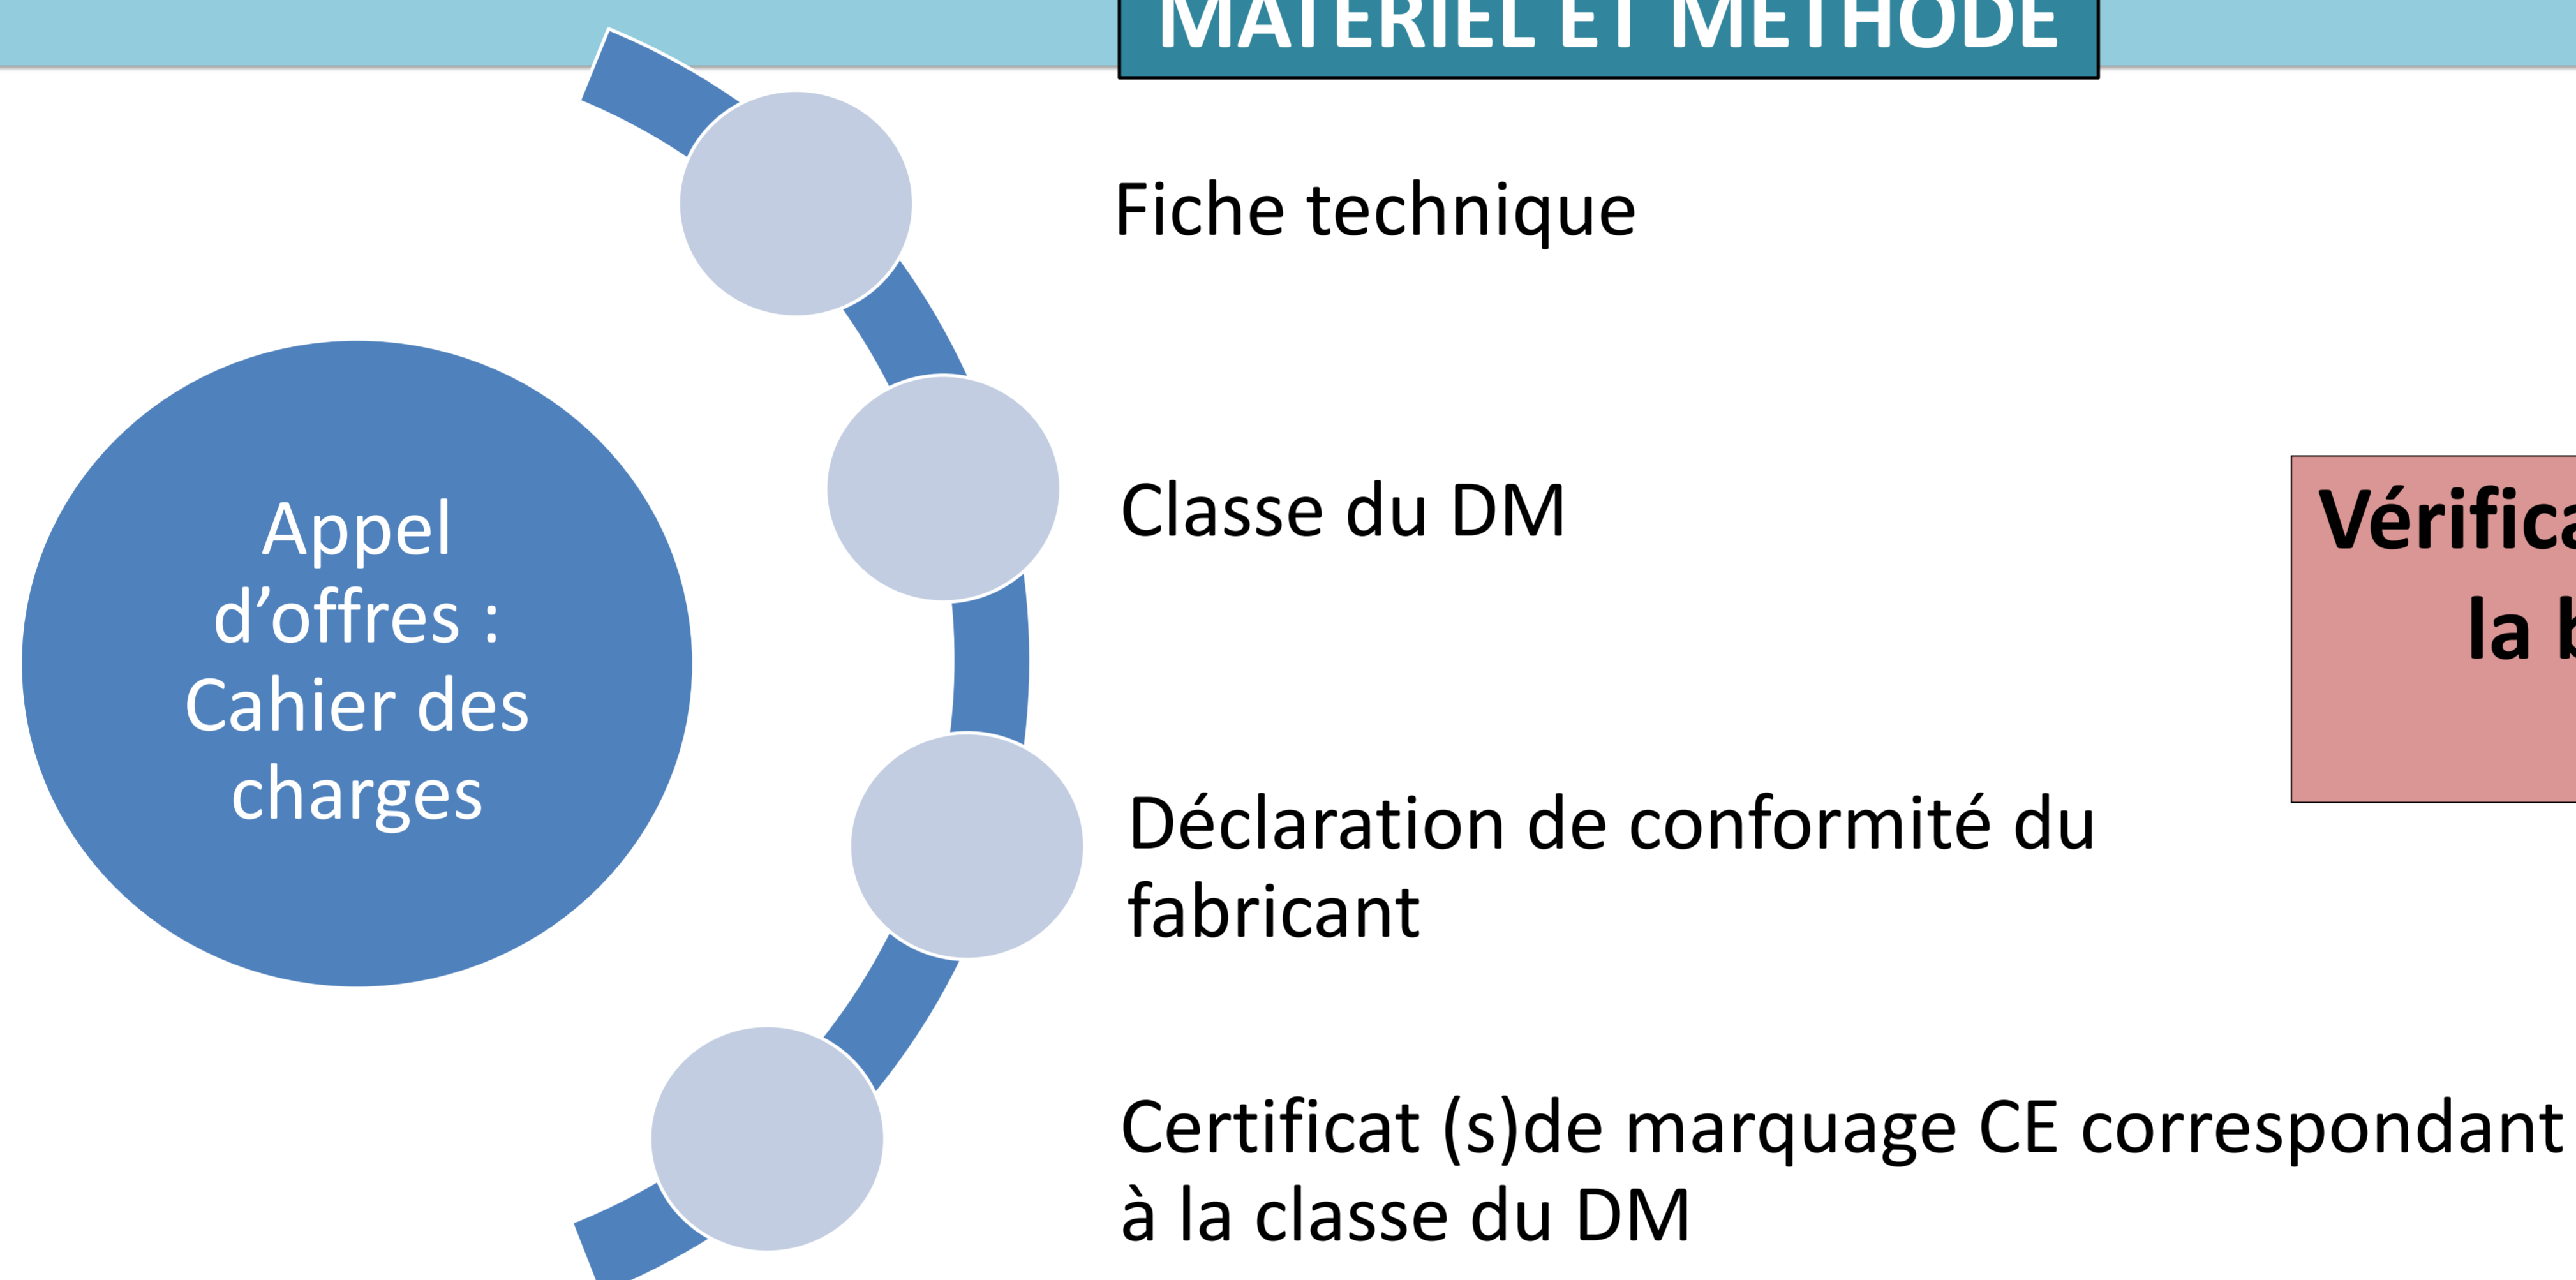 MATERIEL ET METHODE
Fiche technique
Appel
d’offres :
Cahier des
charges
Classe du DM
Déclaration de conformité du
fabricant
Certificat (s)de marquage CE correspondant
à la classe du DM
la